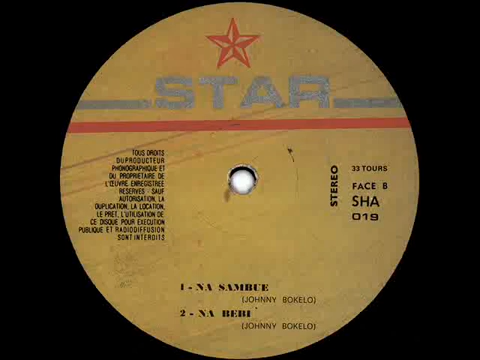 STAR
TOUS DROITS
DU PRODUCTEUR
PHONOGRAPHIQUE ET
DU PROPRIETAIRE DE
L'ŒUVRE ENREGISTREE
RESERVES - SAUF
AUTORISATION, LA
DUPLICATION, LA LOCATION,
LE PRET, L'UTILISATION DE
CE DISQUE POUR EXECUTION
PUBLIQUE ET RADIODIFFUSION
SONT INTERDITS
STEREO
33 TOURS
FACE B
SHA
019
1 - NA SAMBUE
(JOHNNY BOKELO)
2 - NA BEBI
(JOHNNY BOKELO)